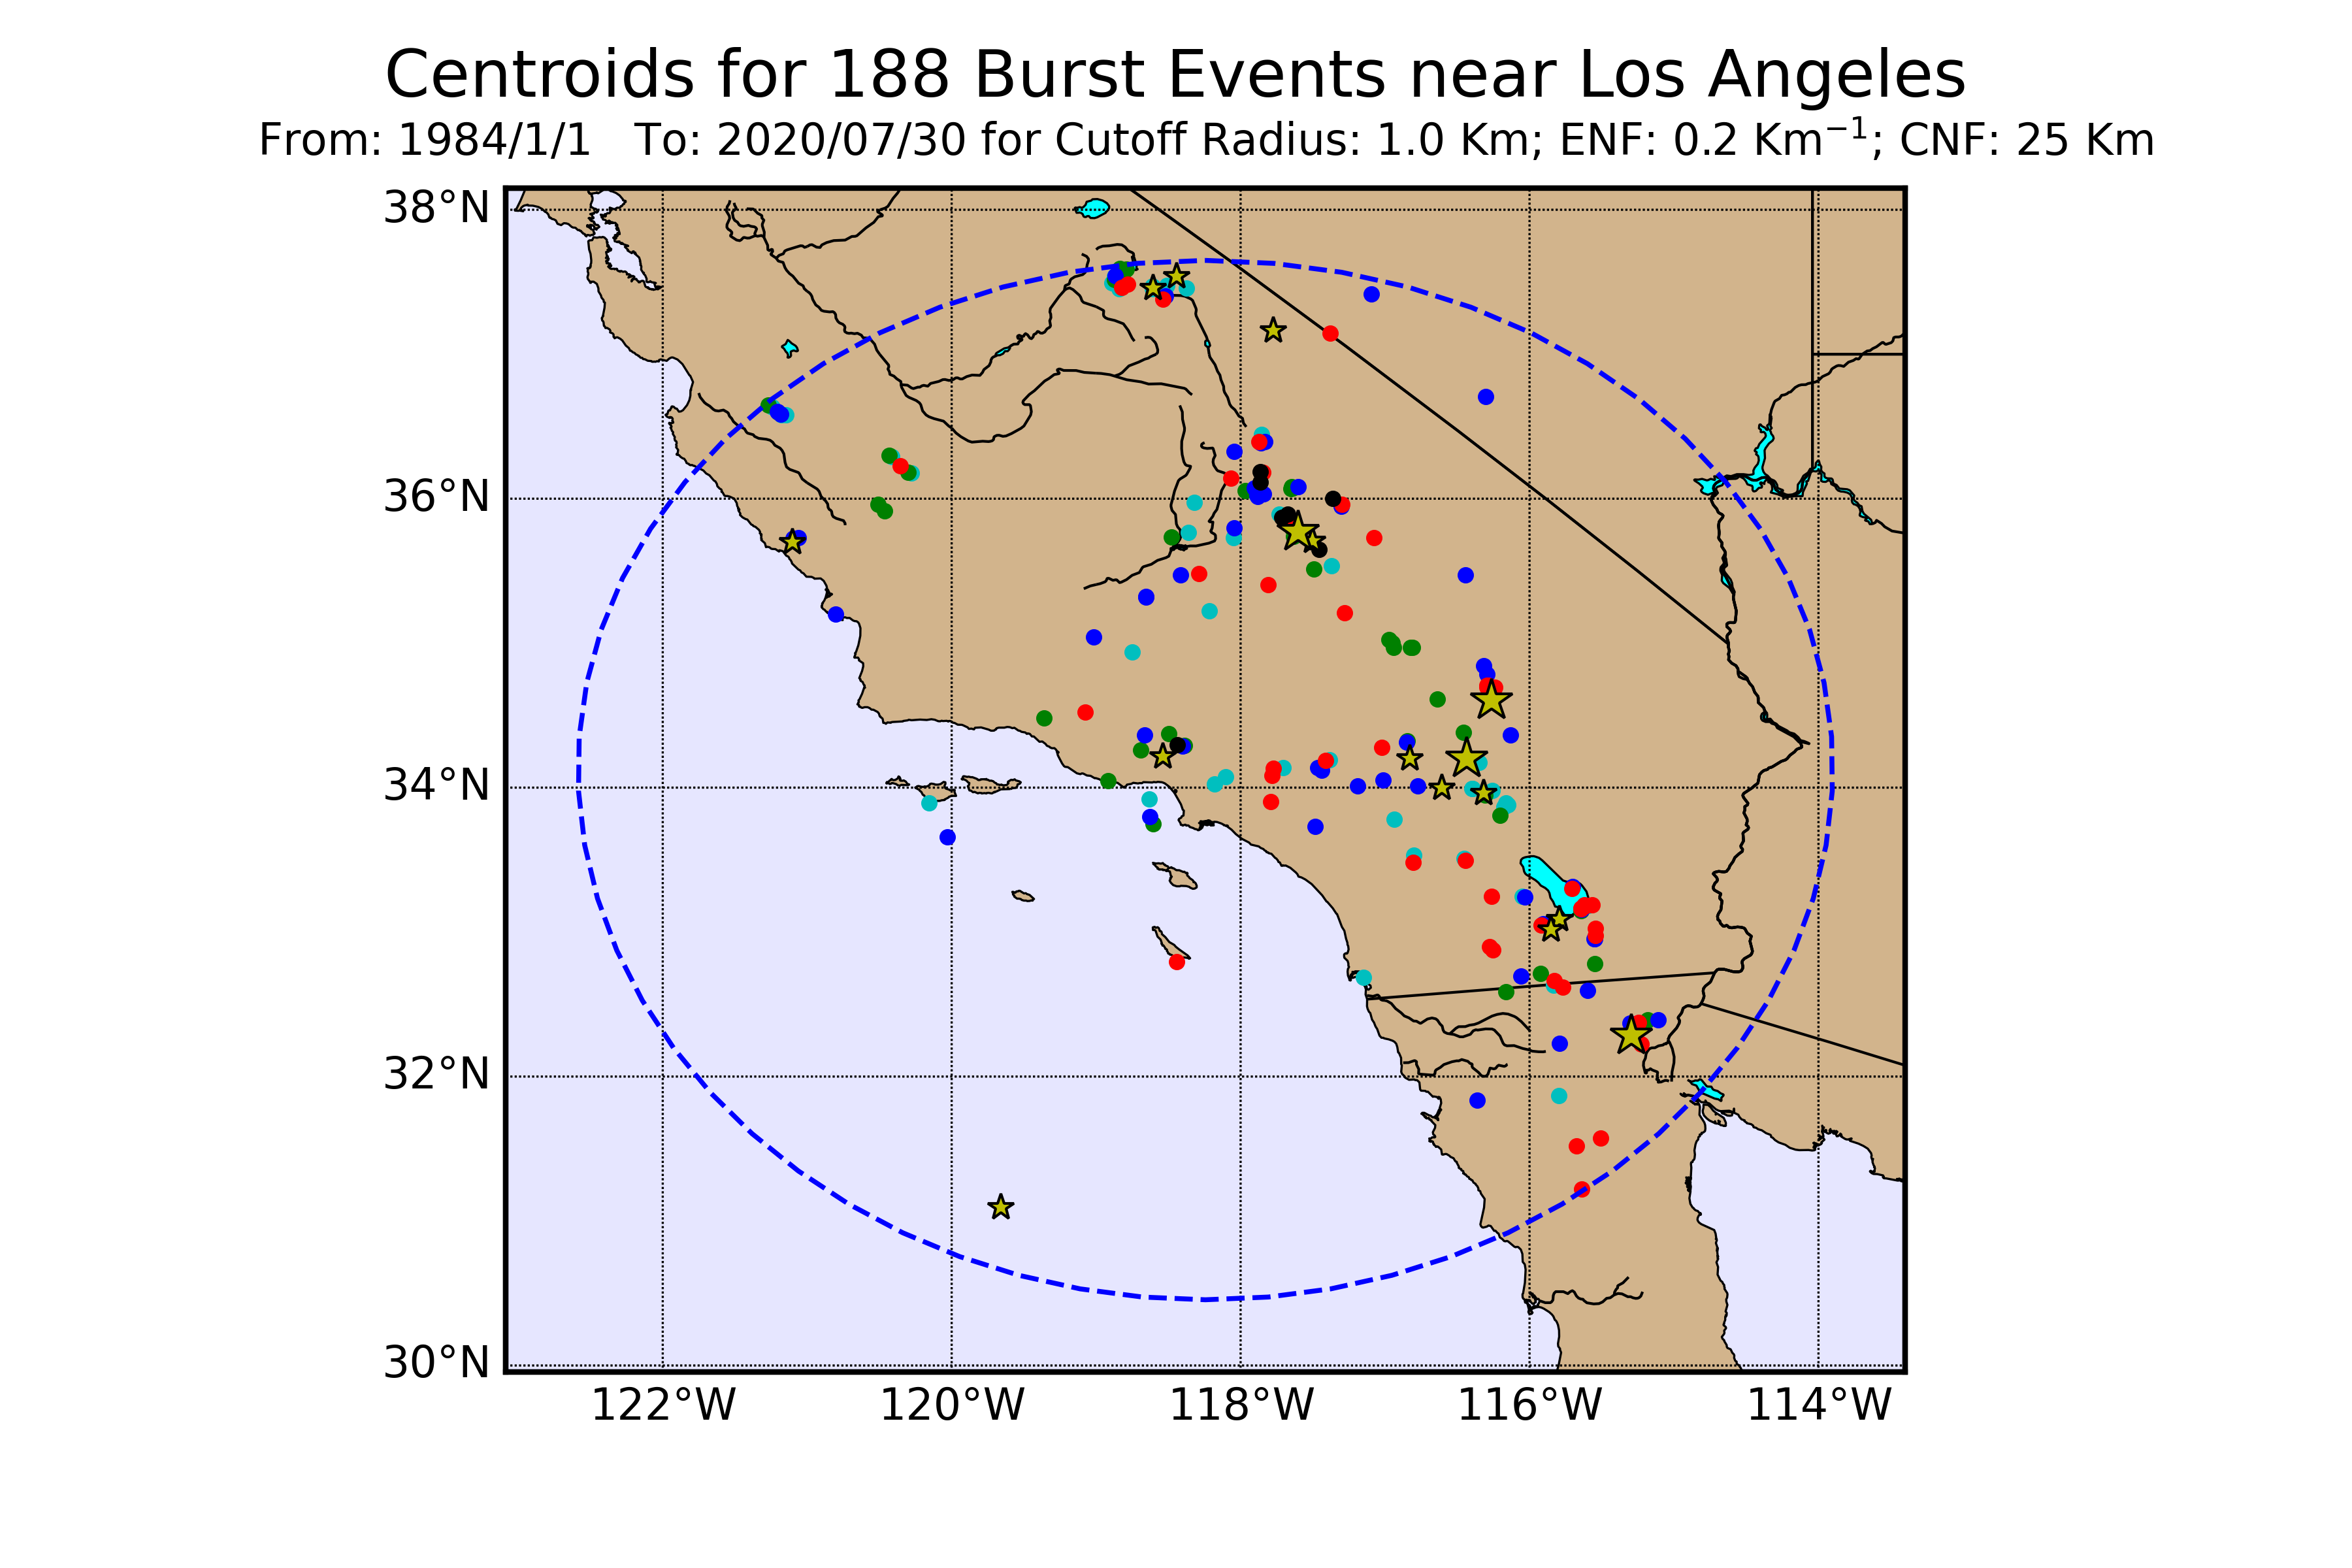 Centroids for 188 Burst Events near Los Angeles
From: 1984/1/1 To: 2020/07/30 for Cutoff Radius: 1.0 Km; ENF: 0.2 Km⁻¹; CNF: 25 Km
38°N
36°N
34°N
32°N
30°N
122°W 120°W 118°W 116°W 114°W